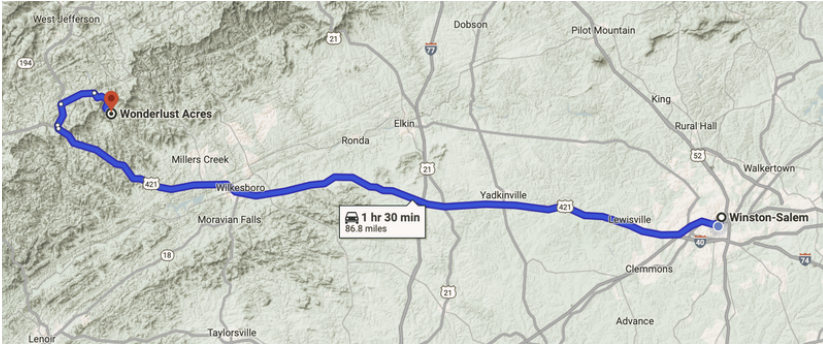 West Jefferson
Dobson
Pilot Mountain
21
77
194
Wonderlust Acres
King
Elkin
Rural Hall
Ronda
52
Millers Creek
21
Walkertown
421
Wilkesboro
Yadkinville
421
1 hr 30 min
86.8 miles
Lewisville
Winston-Salem
Moravian Falls
40
18
74
Clemmons
21
Advance
Taylorsville
Lenoir